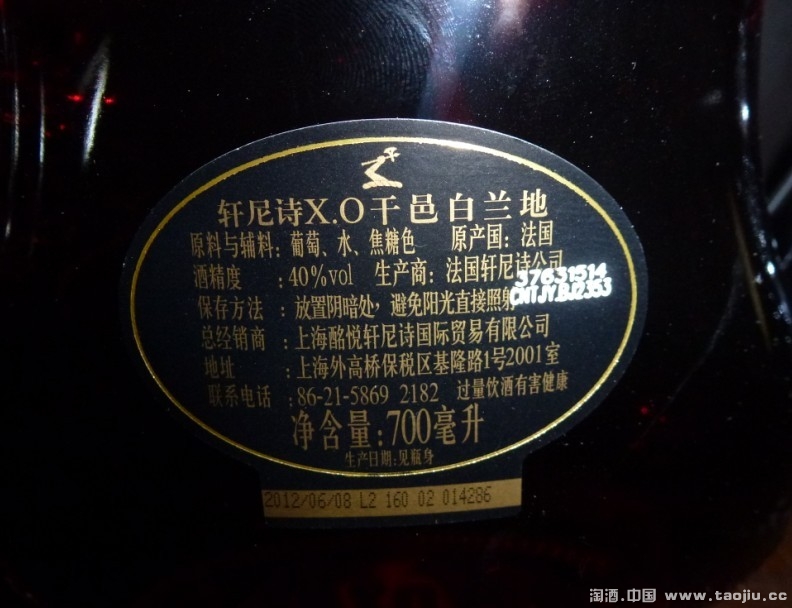 轩尼诗X.O干邑白兰地
原料与辅料：葡萄、水、焦糖色 原产国：法国
酒精度：40%vol 生产商：法国轩尼诗公司
37631514
CNTJYBJ2353
保存方法：放置阴暗处，避免阳光直接照射
总经销商：上海酩悦轩尼诗国际贸易有限公司
地址：上海外高桥保税区基隆路1号2001室
联系电话：86-21-5869 2182 过量饮酒有害健康
净含量：700毫升
生产日期：见瓶身
2012/06/08 L2 160 02 014286
淘酒.中国 www.taojiu.cc